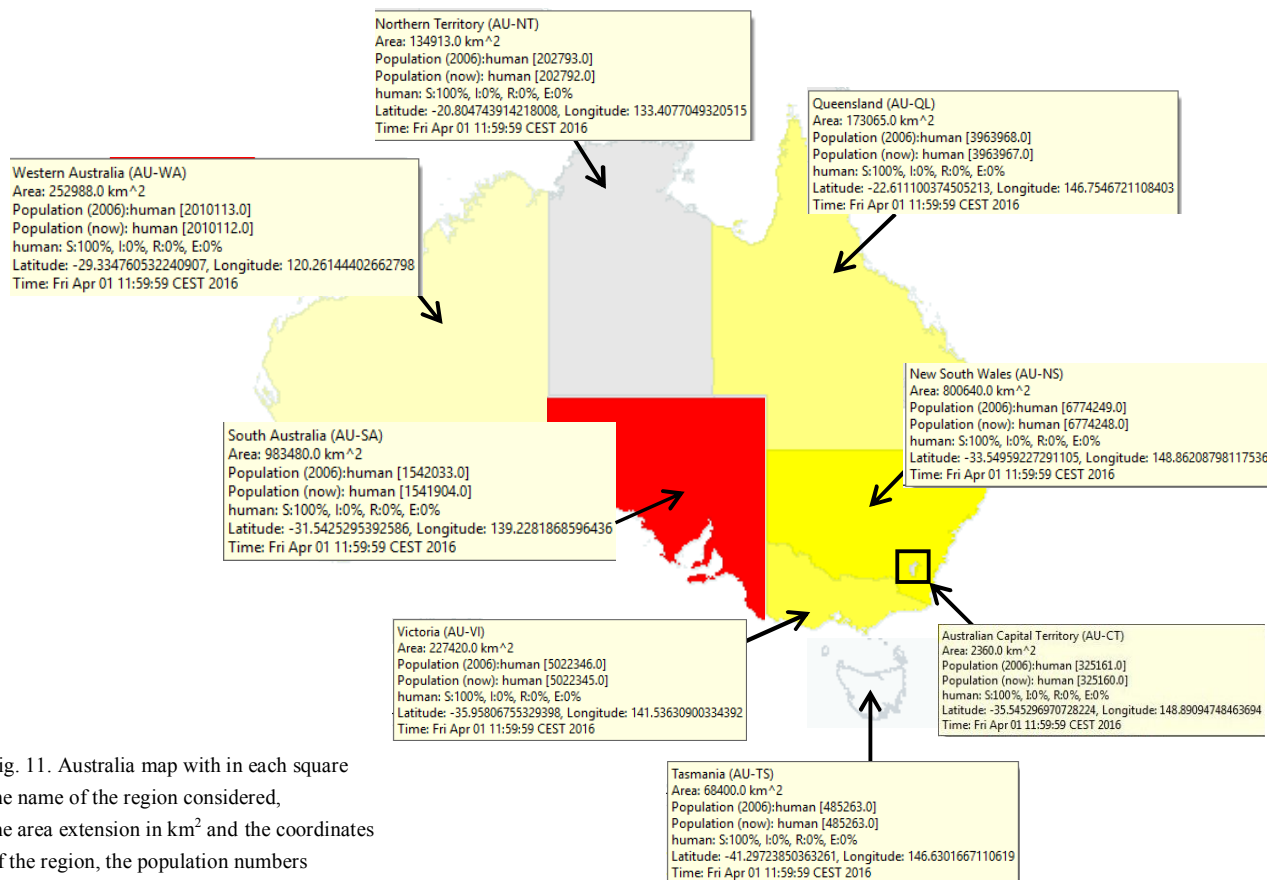 Northern Territory (AU-NT)
Area: 134913.0 km^2
Population (2006):human [202793.0]
Population (now): human [202792.0]
human: S:100%, I:0%, R:0%, E:0%
Latitude: -20.804743914218008, Longitude: 133.4077049320515
Time: Fri Apr 01 11:59:59 CEST 2016
Queensland (AU-QL)
Area: 173065.0 km^2
Population (2006):human [3963968.0]
Population (now): human [3963967.0]
human: S:100%, I:0%, R:0%, E:0%
Latitude: -22.611100374505213, Longitude: 146.7546721108403
Time: Fri Apr 01 11:59:59 CEST 2016
Western Australia (AU-WA)
Area: 252988.0 km^2
Population (2006):human [2010113.0]
Population (now): human [2010112.0]
human: S:100%, I:0%, R:0%, E:0%
Latitude: -29.334760532240907, Longitude: 120.26144402662798
Time: Fri Apr 01 11:59:59 CEST 2016
New South Wales (AU-NS)
Area: 800640.0 km^2
Population (2006):human [6774249.0]
Population (now): human [6774248.0]
human: S:100%, I:0%, R:0%, E:0%
Latitude: -33.54959227291105, Longitude: 148.86208798117536
Time: Fri Apr 01 11:59:59 CEST 2016
South Australia (AU-SA)
Area: 983480.0 km^2
Population (2006):human [1542033.0]
Population (now): human [1541904.0]
human: S:100%, I:0%, R:0%, E:0%
Latitude: -31.5425295392586, Longitude: 139.2281868596436
Time: Fri Apr 01 11:59:59 CEST 2016
Victoria (AU-VI)
Area: 227420.0 km^2
Population (2006):human [5022346.0]
Population (now): human [5022345.0]
human: S:100%, I:0%, R:0%, E:0%
Latitude: -35.95806755329398, Longitude: 141.53630900334392
Time: Fri Apr 01 11:59:59 CEST 2016
Australian Capital Territory (AU-CT)
Area: 2360.0 km^2
Population (2006):human [325161.0]
Population (now): human [325160.0]
human: S:100%, I:0%, R:0%, E:0%
Latitude: -35.545296970728224, Longitude: 148.89094748463694
Time: Fri Apr 01 11:59:59 CEST 2016
Tasmania (AU-TS)
Area: 68400.0 km^2
Population (2006):human [485263.0]
Population (now): human [485263.0]
human: S:100%, I:0%, R:0%, E:0%
Latitude: -41.29723850363261, Longitude: 146.6301667110619
Time: Fri Apr 01 11:59:59 CEST 2016
ig. 11. Australia map with in each square
he name of the region considered,
he area extension in km² and the coordinates
f the region, the population numbers